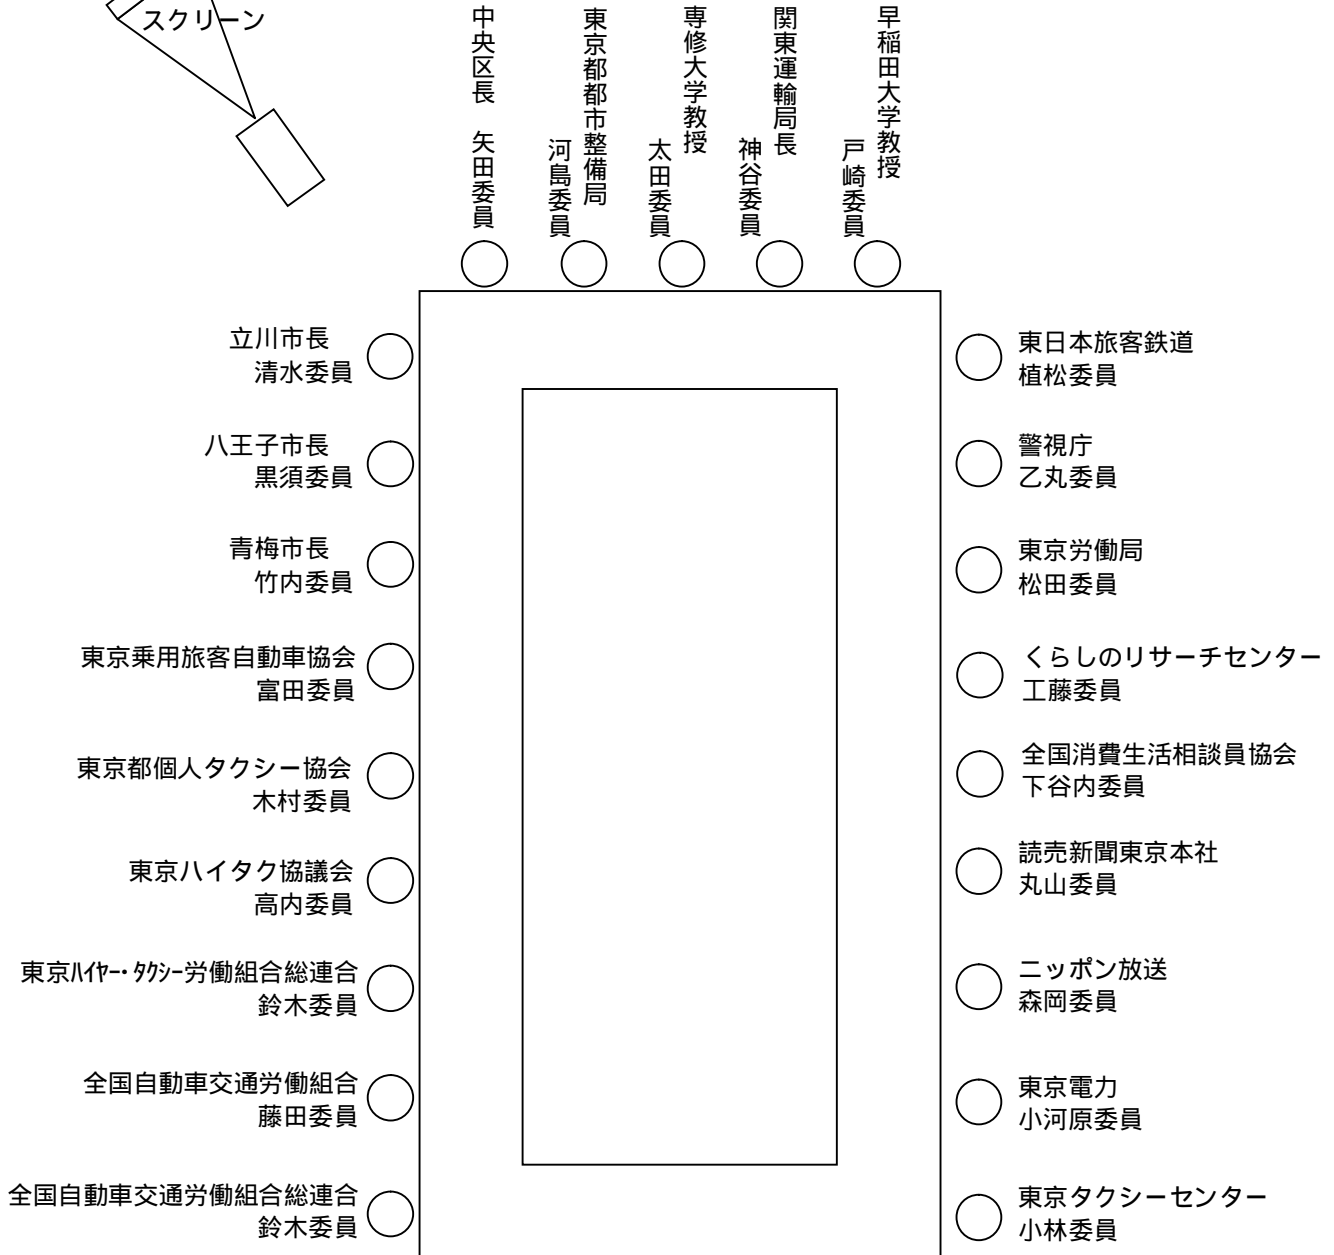 スクリーン
中央区長　矢田委員
東京都都市整備局
河島委員
専修大学教授
太田委員
関東運輸局長
神谷委員
早稲田大学教授
戸崎委員
立川市長
清水委員
八王子市長
黒須委員
青梅市長
竹内委員
東京乗用旅客自動車協会
富田委員
東京都個人タクシー協会
木村委員
東京ハイタク協議会
高内委員
東京ﾊｲﾔｰ・ﾀｸｼｰ労働組合総連合
鈴木委員
全国自動車交通労働組合
藤田委員
全国自動車交通労働組合総連合
鈴木委員
東日本旅客鉄道
植松委員
警視庁
乙丸委員
東京労働局
松田委員
くらしのリサーチセンター
工藤委員
全国消費生活相談員協会
下谷内委員
読売新聞東京本社
丸山委員
ニッポン放送
森岡委員
東京電力
小河原委員
東京タクシーセンター
小林委員